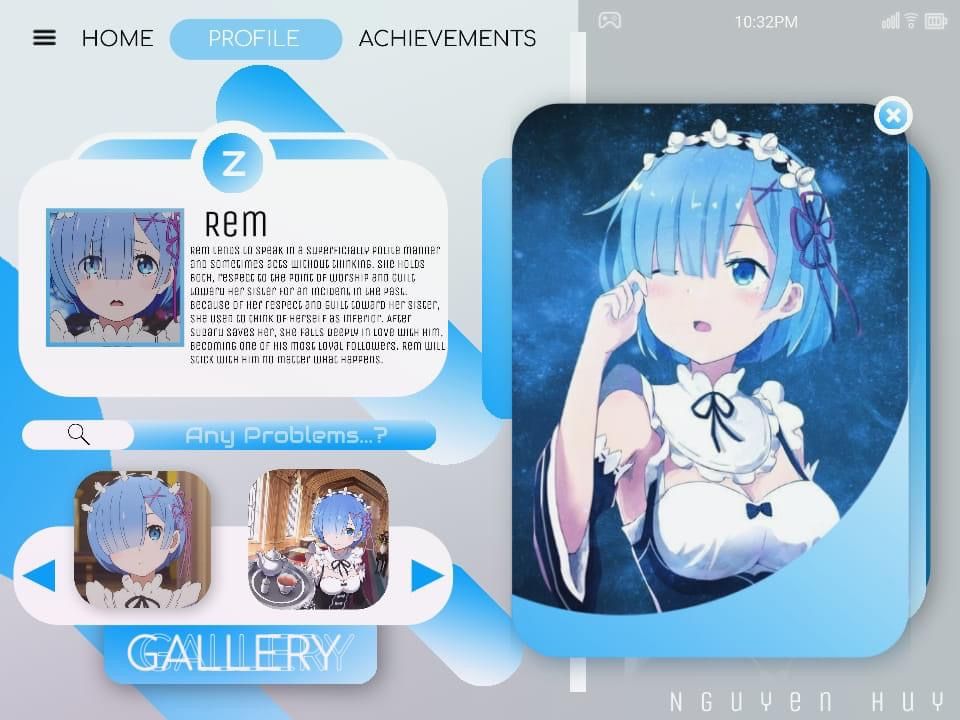 HOME PROFILE ACHIEVEMENTS
10:32PM
Z
Rem
Rem tends to speak in a superficially polite manner
and sometimes acts without thinking. She holds
both, respect to the point of worship and guilt
toward her sister for an incident in the past.
Because of her respect and guilt toward her sister,
she used to think of herself as inferior. After
Subaru saves her, she falls deeply in love with him,
becoming one of his most loyal followers. Rem will
stick with him no matter what happens.
Any Problems...?
GALLLERY
Nguyen Huy